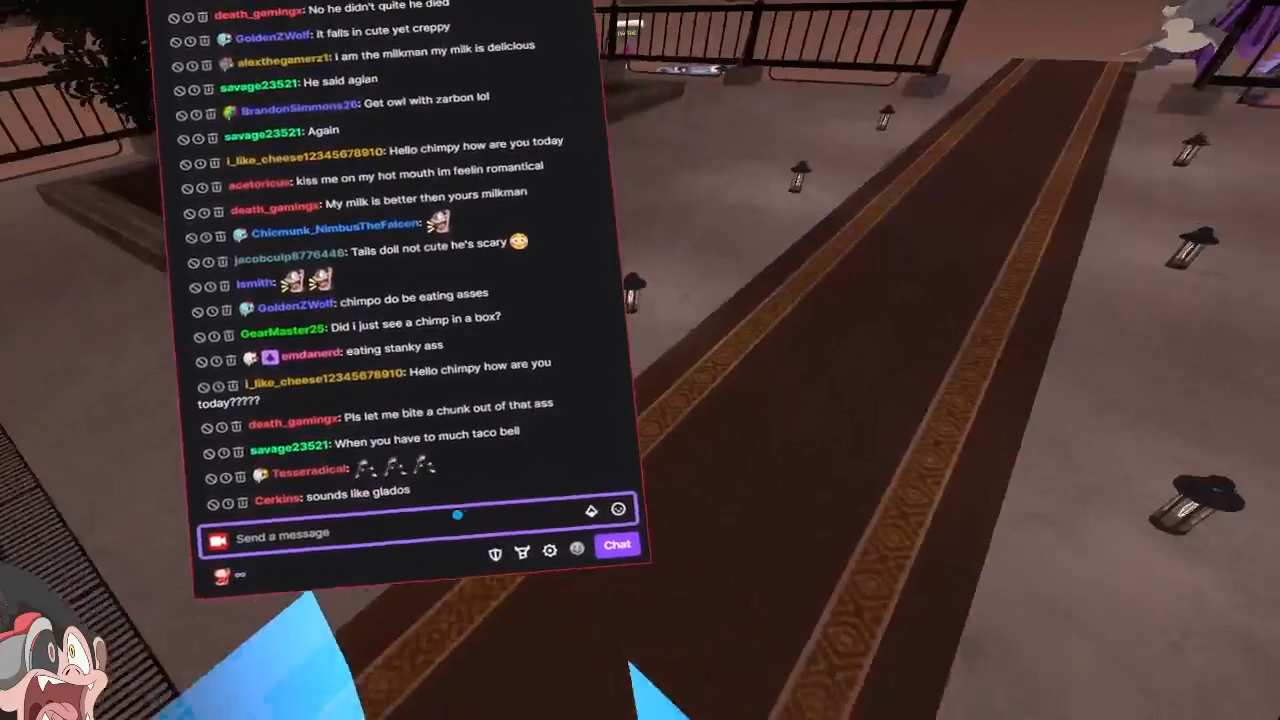 death_gamingx: No he didn't quite he died
GoldenZWolf: it falls in cute yet creppy
alexthegamerz1: i am the milkman my milk is delicious
savage23521: He said agian
BrandonSimmons26: Get owl with zarbon lol
savage23521: Again
i_like_cheese12345678910: Hello chimpy how are you today
acetoricus: kiss me on my hot mouth im feelin romantical
death_gamingx: My milk is better then yours milkman
Chicmunk_NimbusTheFalcon:
jacobculp8776446: Tails doll not cute he's scary 😳
lsmith:
GoldenZWolf: chimpo do be eating asses
GearMaster25: Did i just see a chimp in a box?
emdanerd: eating stanky ass
i_like_cheese12345678910: Hello chimpy how are you
today?????
death_gamingx: Pls let me bite a chunk out of that ass
savage23521: When you have to much taco bell
Tesseradical:
Cerkins: sounds like glados
Send a message
Chat
∞